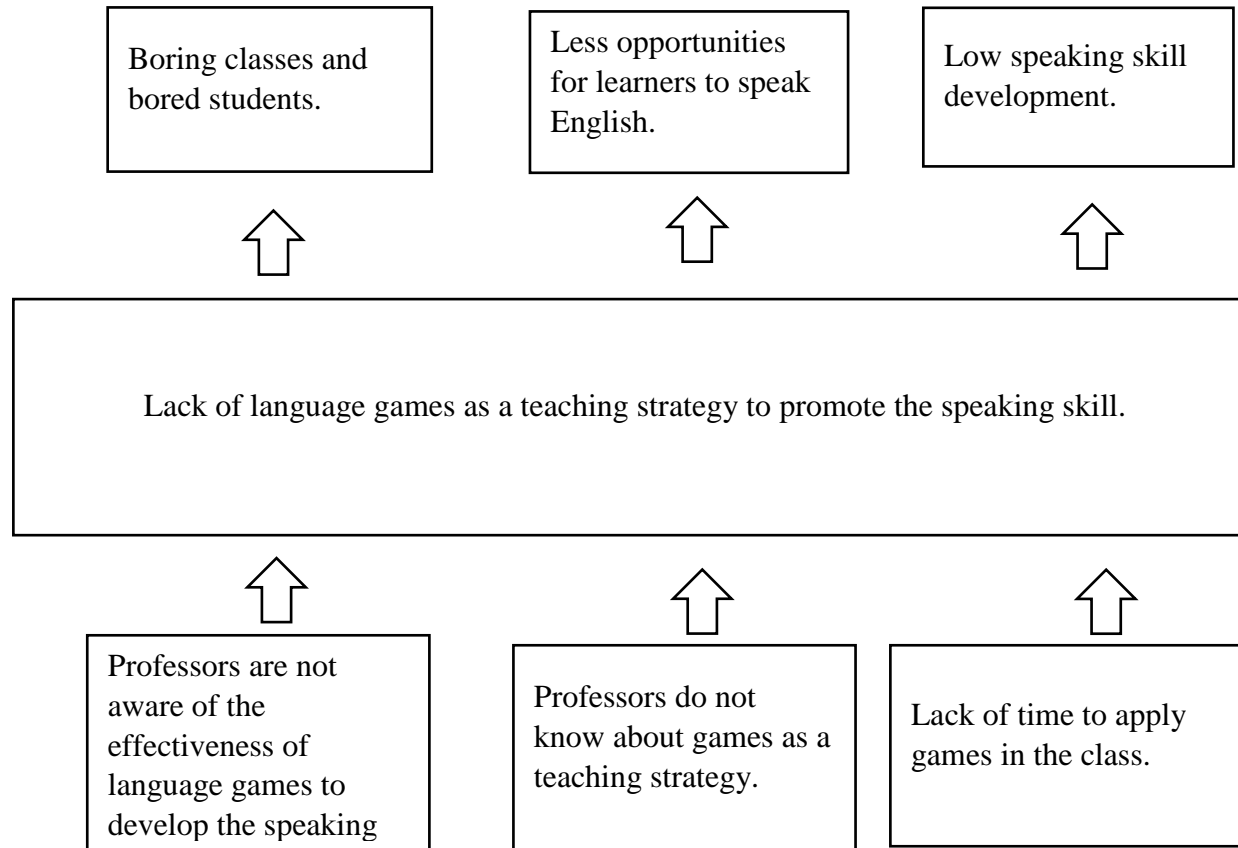 Boring classes and
bored students.
Less opportunities
for learners to speak
English.
Low speaking skill
development.
Lack of language games as a teaching strategy to promote the speaking skill.
Professors are not
aware of the
effectiveness of
language games to
develop the speaking
Professors do not
know about games as a
teaching strategy.
Lack of time to apply
games in the class.